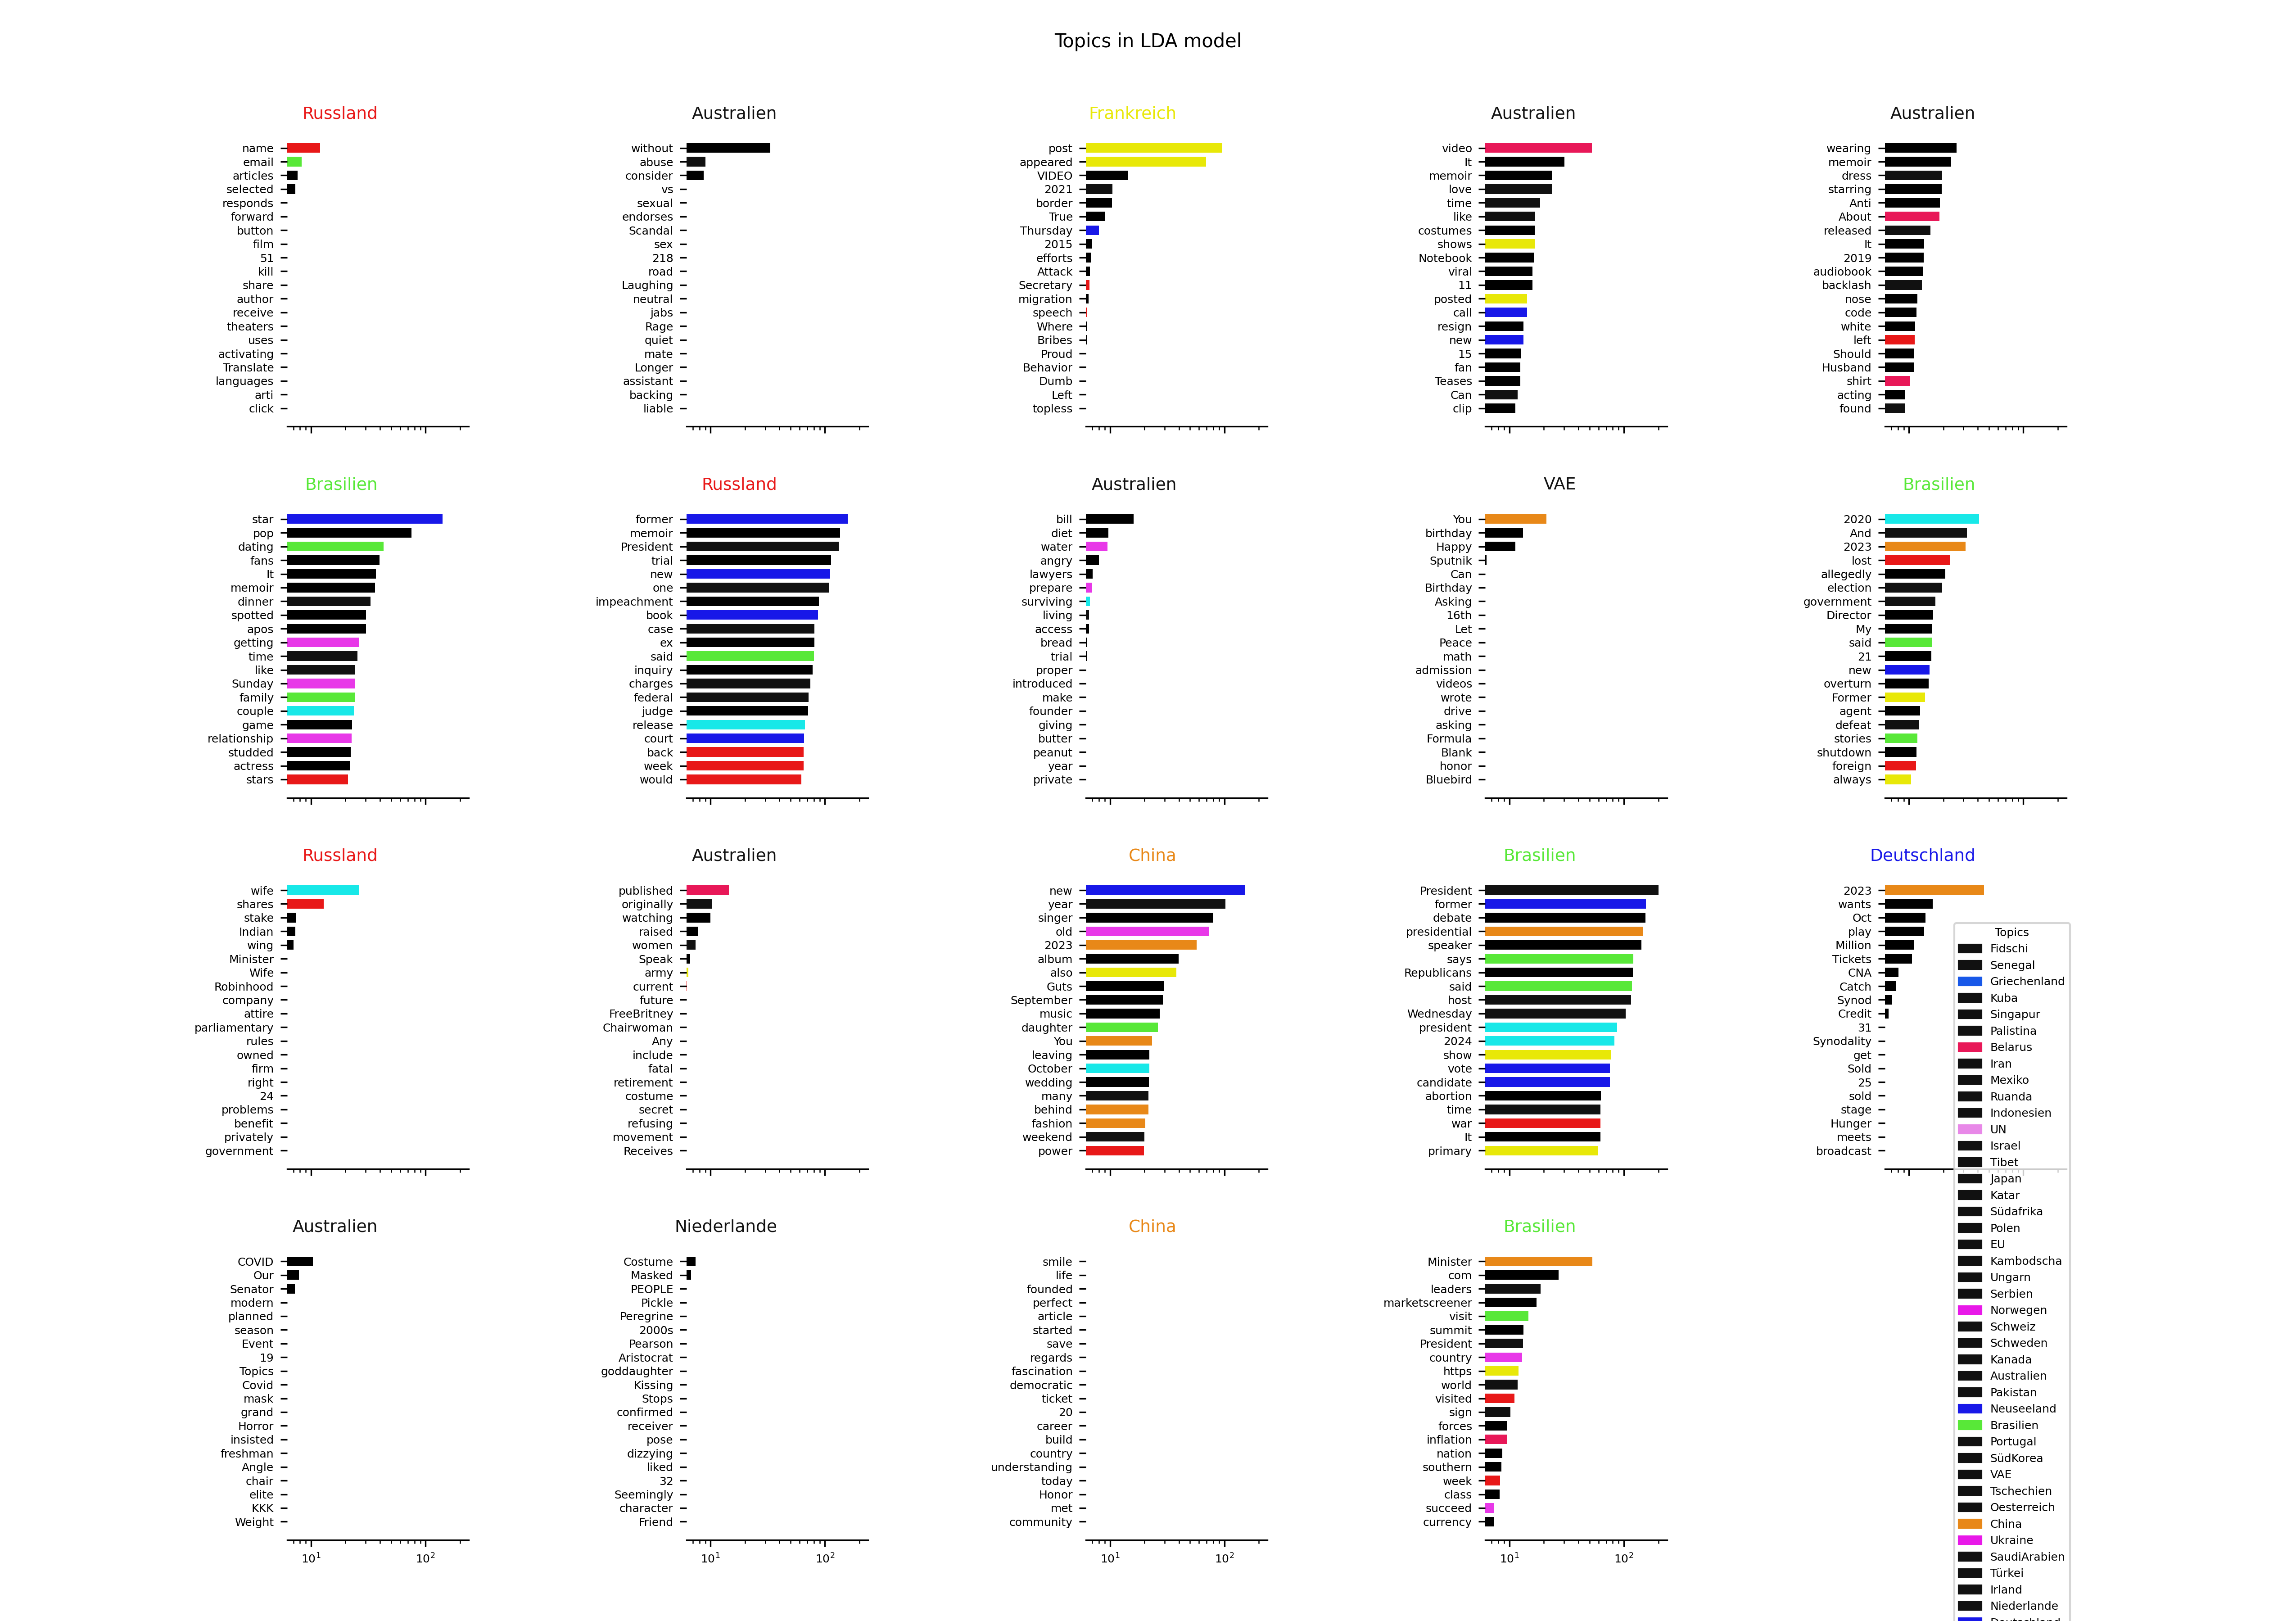 Topics in LDA model
Russland
name
email
articles
selected
responds
forward
button
film
51
kill
share
author
receive
theaters
uses
activating
Translate
languages
arti
click
Australien
without
abuse
consider
vs
sexual
endorses
Scandal
sex
218
road
Laughing
neutral
jabs
Rage
quiet
mate
Longer
assistant
backing
liable
Frankreich
post
appeared
VIDEO
2021
border
True
Thursday
2015
efforts
Attack
Secretary
migration
speech
Where
Bribes
Proud
Behavior
Dumb
Left
topless
Australien
video
It
memoir
love
time
like
costumes
shows
Notebook
viral
11
posted
call
resign
new
15
fan
Teases
Can
clip
Australien
wearing
memoir
dress
starring
Anti
About
released
It
2019
audiobook
backlash
nose
code
white
left
Should
Husband
shirt
acting
found
Brasilien
star
pop
dating
fans
It
memoir
dinner
spotted
apos
getting
time
like
Sunday
family
couple
game
relationship
studded
actress
stars
Russland
former
memoir
President
trial
new
one
impeachment
book
case
ex
said
inquiry
charges
federal
judge
release
court
back
week
would
Australien
bill
diet
water
angry
lawyers
prepare
surviving
living
access
bread
trial
proper
introduced
make
founder
giving
butter
peanut
year
private
VAE
You
birthday
Happy
Sputnik
Can
Birthday
Asking
16th
Let
Peace
math
admission
videos
wrote
drive
asking
Formula
Blank
honor
Bluebird
Brasilien
2020
And
2023
lost
allegedly
election
government
Director
My
said
21
new
overturn
Former
agent
defeat
stories
shutdown
foreign
always
Russland
wife
shares
stake
Indian
wing
Minister
Wife
Robinhood
company
attire
parliamentary
rules
owned
firm
right
24
problems
benefit
privately
government
Australien
published
originally
watching
raised
women
Speak
army
current
future
FreeBritney
Chairwoman
Any
include
fatal
retirement
costume
secret
refusing
movement
Receives
China
new
year
singer
old
2023
album
also
Guts
September
music
daughter
You
leaving
October
wedding
many
behind
fashion
weekend
power
Brasilien
President
former
debate
presidential
speaker
says
Republicans
said
host
Wednesday
president
2024
show
vote
candidate
abortion
time
war
It
primary
Deutschland
2023
wants
Oct
play
Million
Tickets
CNA
Catch
Synod
Credit
31
Synodality
get
Sold
25
sold
stage
Hunger
meets
broadcast
Australien
COVID
Our
Senator
modern
planned
season
Event
19
Topics
Covid
mask
grand
Horror
insisted
freshman
Angle
chair
elite
KKK
Weight
10¹ 10²
Niederlande
Costume
Masked
PEOPLE
Pickle
Peregrine
2000s
Pearson
Aristocrat
goddaughter
Kissing
Stops
confirmed
receiver
pose
dizzying
liked
32
Seemingly
character
Friend
10¹ 10²
China
smile
life
founded
perfect
article
started
save
regards
fascination
democratic
ticket
20
career
build
country
understanding
today
Honor
met
community
10¹ 10²
Brasilien
Minister
com
leaders
marketscreener
visit
summit
President
country
https
world
visited
sign
forces
inflation
nation
southern
week
class
succeed
currency
10¹ 10²
Topics
Fidschi
Senegal
Griechenland
Kuba
Singapur
Palistina
Belarus
Iran
Mexiko
Ruanda
Indonesien
UN
Israel
Tibet
Japan
Katar
Südafrika
Polen
EU
Kambodscha
Ungarn
Serbien
Norwegen
Schweiz
Schweden
Kanada
Australien
Pakistan
Neuseeland
Brasilien
Portugal
SüdKorea
VAE
Tschechien
Oesterreich
China
Ukraine
SaudiArabien
Türkei
Irland
Niederlande